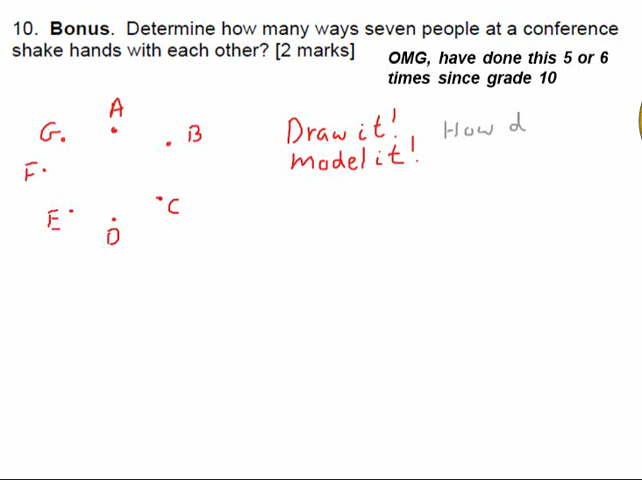 10. Bonus. Determine how many ways seven people at a conference
shake hands with each other? [2 marks]
OMG, have done this 5 or 6
times since grade 10
A
G.
B
Draw it!
How d
model it!
F
C
E
D